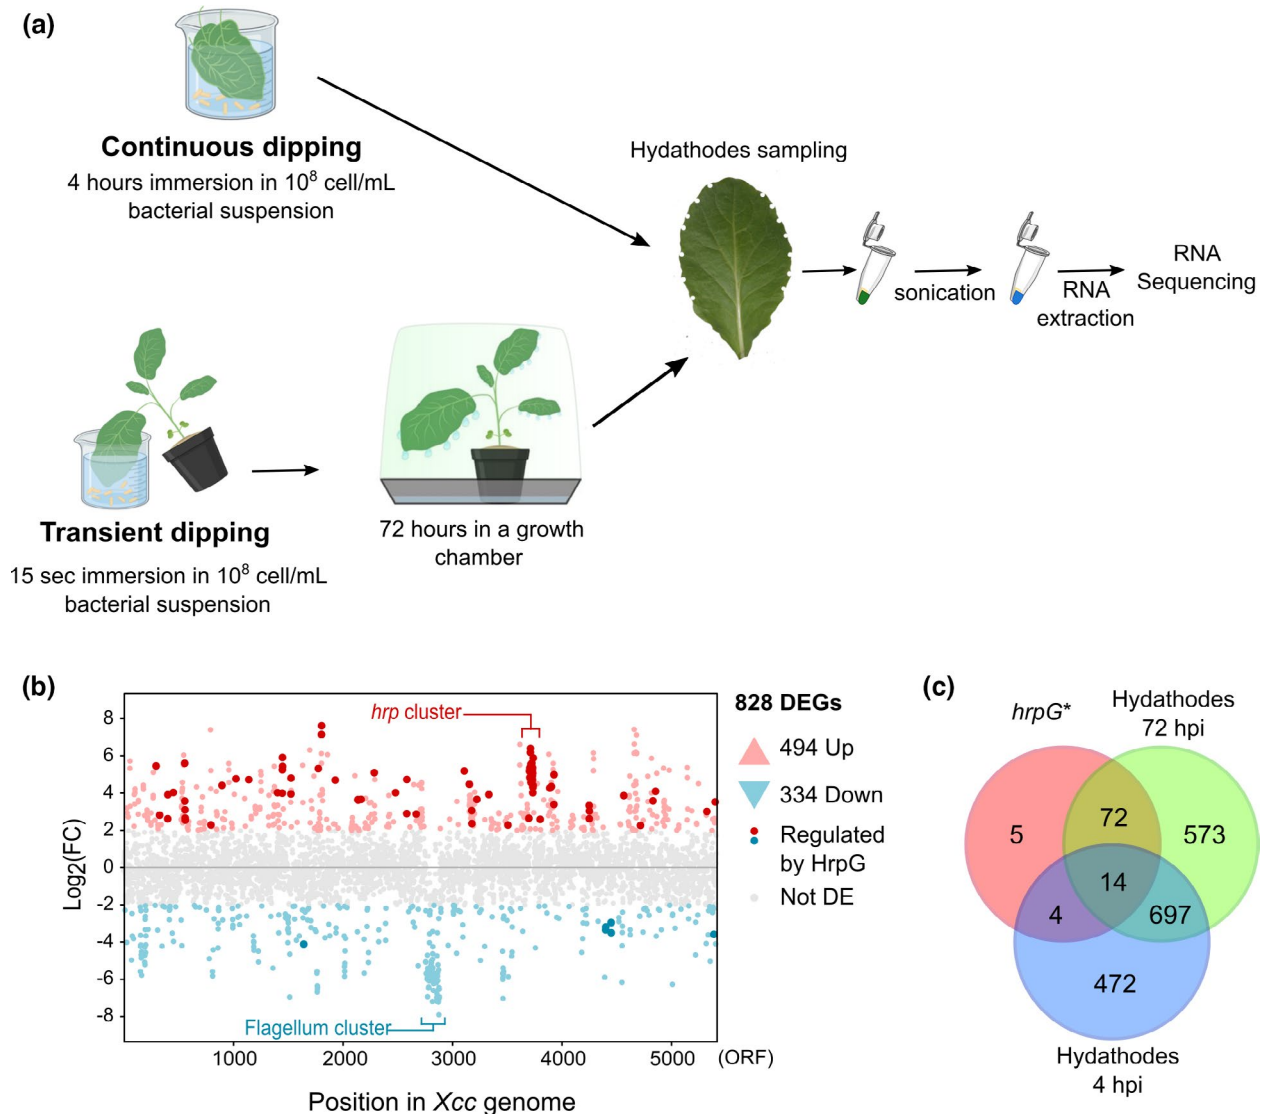 (a)
Continuous dipping
4 hours immersion in 10⁸ cell/mL
bacterial suspension
Hydathodes sampling
sonication
RNA
extraction
RNA
Sequencing
Transient dipping
15 sec immersion in 10⁸ cell/mL
bacterial suspension
72 hours in a growth
chamber
(b)
Log₂(FC)
8
6
4
2
0
-2
-4
-6
-8
hrp cluster
Flagellum cluster
1000
2000
3000
4000
5000
(ORF)
Position in Xcc genome
828 DEGs
494 Up
334 Down
Regulated
by HrpG
Not DE
(c)
hrpG*
Hydathodes
72 hpi
5
72
573
14
4
697
472
Hydathodes
4 hpi